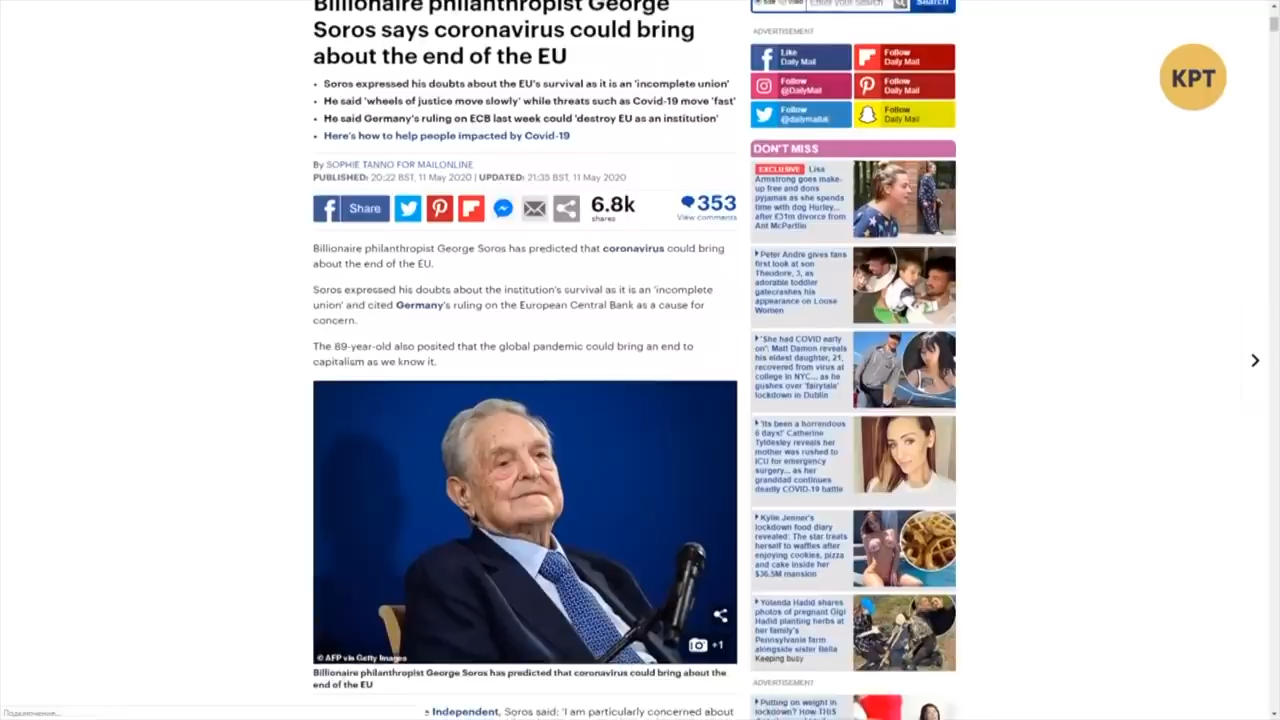 Billionaire philanthropist George
Soros says coronavirus could bring
about the end of the EU
• Soros expressed his doubts about the EU's survival as it is an 'incomplete union'
• He said 'wheels of justice move slowly' while threats such as Covid-19 move 'fast'
• He said Germany's ruling on ECB last week could 'destroy EU as an institution'
• Here's how to help people impacted by Covid-19
By SOPHIE TANNO FOR MAILONLINE
PUBLISHED: 20:22 BST, 11 May 2020 | UPDATED: 21:35 BST, 11 May 2020
Share
6.8k
shares
353
View comments
Billionaire philanthropist George Soros has predicted that coronavirus could bring
about the end of the EU.
Soros expressed his doubts about the institution's survival as it is an 'incomplete
union' and cited Germany's ruling on the European Central Bank as a cause for
concern.
The 89-year-old also posited that the global pandemic could bring an end to
capitalism as we know it.
+1
© AFP via Getty Images
Billionaire philanthropist George Soros has predicted that coronavirus could bring about the
end of the EU
e Independent, Soros said: 'I am particularly concerned about
Site
Enter your search
Search
ADVERTISEMENT
Like
Daily Mail
Follow
Daily Mail
Follow
@DailyMail
Follow
Daily Mail
Follow
@dailymailuk
Follow
Daily Mail
DON'T MISS
EXCLUSIVE Lisa
Armstrong goes make-
up free and dons
pyjamas as she spends
time with dog Hurley...
after £31m divorce from
Ant McPartlin
Peter Andre gives fans
first look at son
Theodore, 3, as
adorable toddler
gatecrashes his
appearance on Loose
Women
'She had COVID early
on': Matt Damon reveals
his eldest daughter, 21,
recovered from virus at
college in NYC... as he
gushes over 'fairytale'
lockdown in Dublin
'Its been a horrendous
6 days!' Catherine
Tyldesley reveals her
mother was rushed to
ICU for emergency
surgery... as her
granddad continues
deadly COVID-19 battle
Kylie Jenner's
lockdown food diary
revealed: The star treats
herself to waffles after
enjoying cookies, pizza
and cake inside her
$36.5M mansion
Yolanda Hadid shares
photos of pregnant Gigi
Hadid planting herbs at
her family's
Pennsylvania farm
alongside sister Bella
Keeping busy
ADVERTISEMENT
Putting on weight in
lockdown? How THIS
КРТ
Подключение...